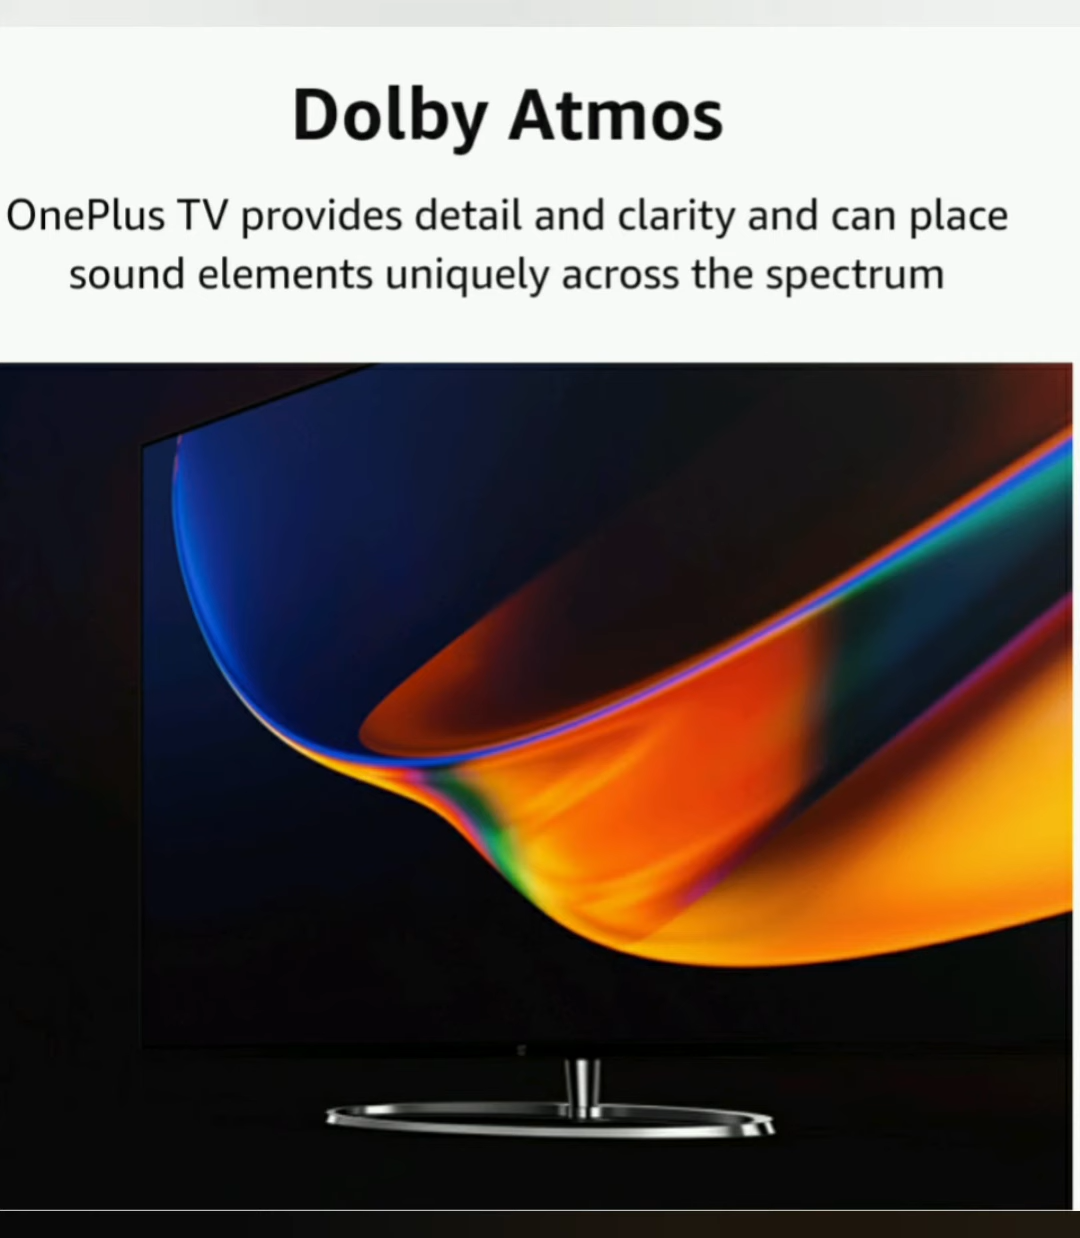 Dolby Atmos
OnePlus TV provides detail and clarity and can place
sound elements uniquely across the spectrum